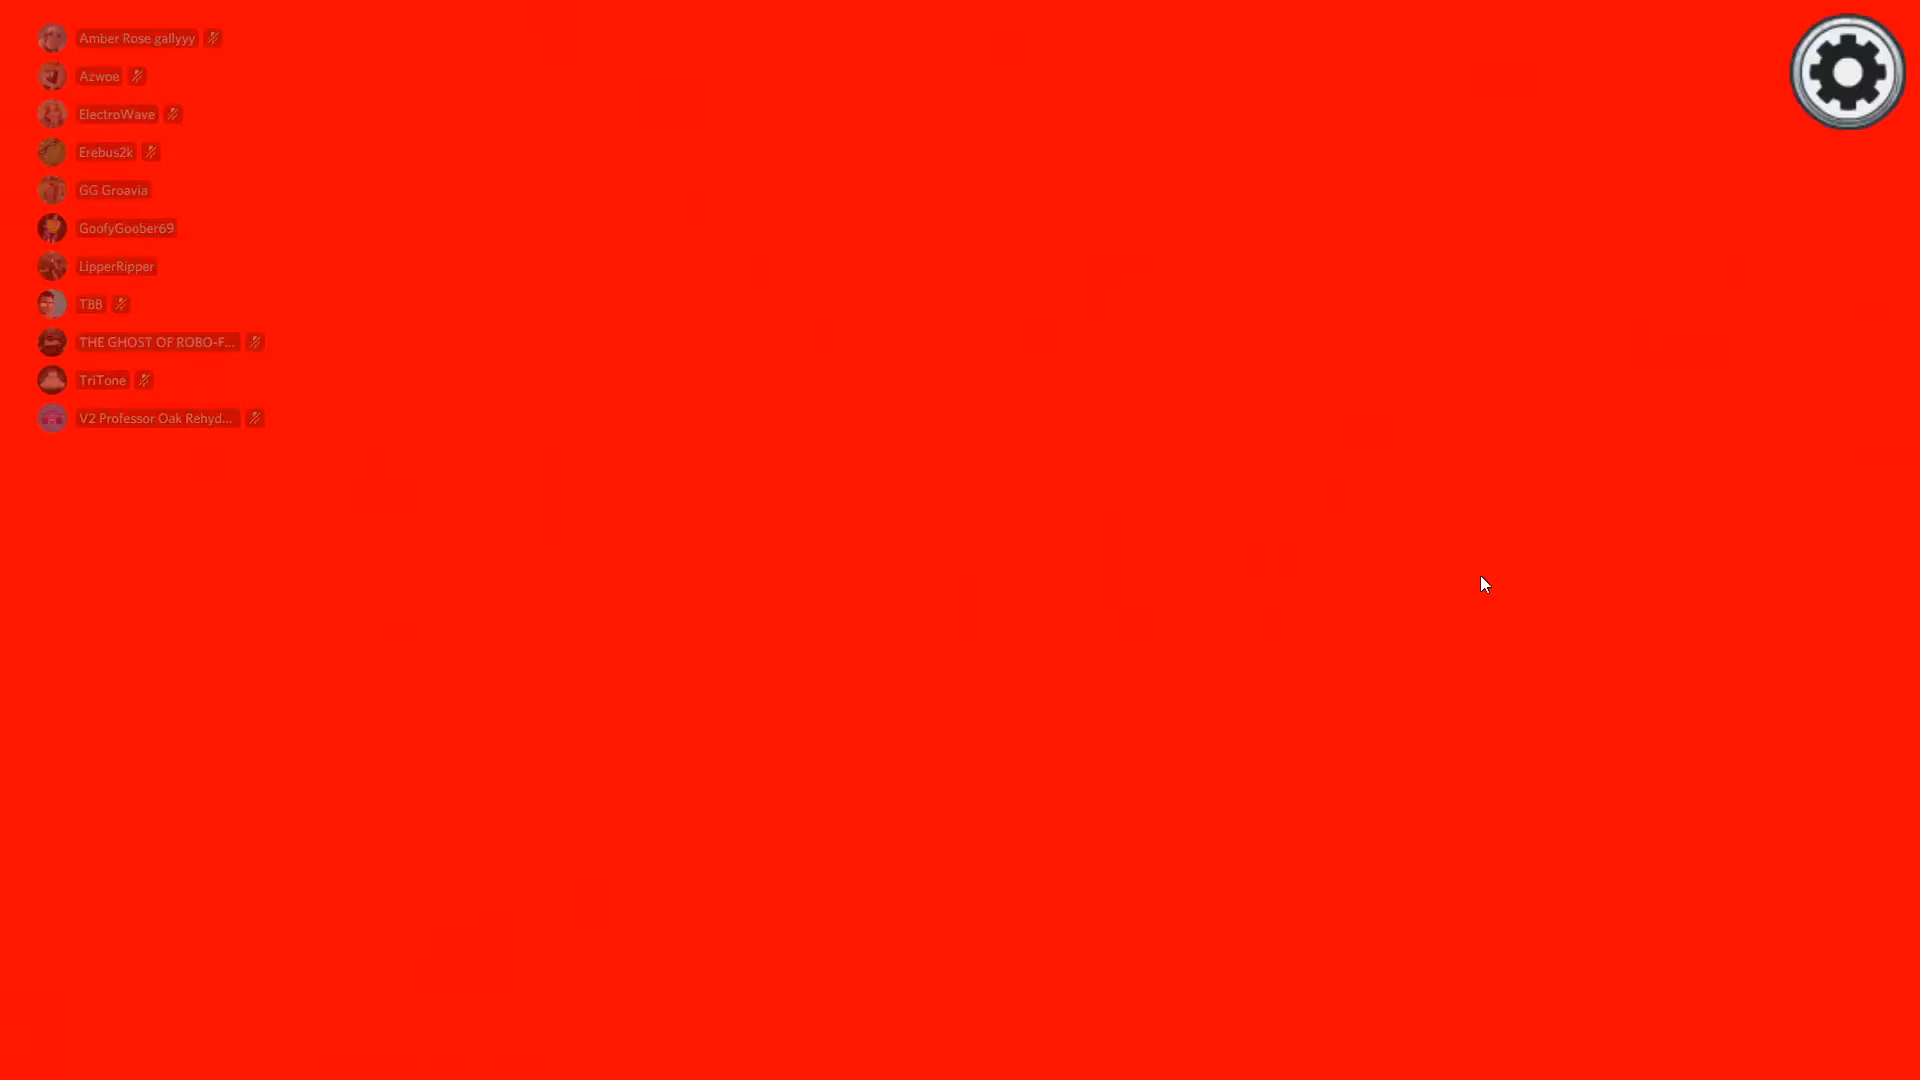 Amber Rose gallyyy
Azwoe
ElectroWave
Erebus2k
GG Groavia
GoofyGoober69
LipperRipper
TBB
THE GHOST OF ROBO-F...
TriTone
V2 Professor Oak Rehyd...